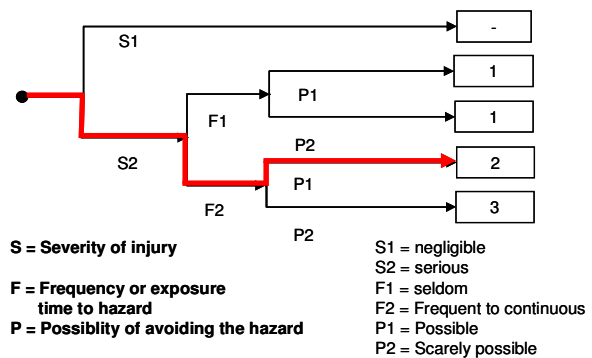 -
S1
1
P1
F1
1
P2
S2
2
P1
F2
3
P2
S = Severity of injury
F = Frequency or exposure
time to hazard
P = Possiblity of avoiding the hazard
S1 = negligible
S2 = serious
F1 = seldom
F2 = Frequent to continuous
P1 = Possible
P2 = Scarely possible